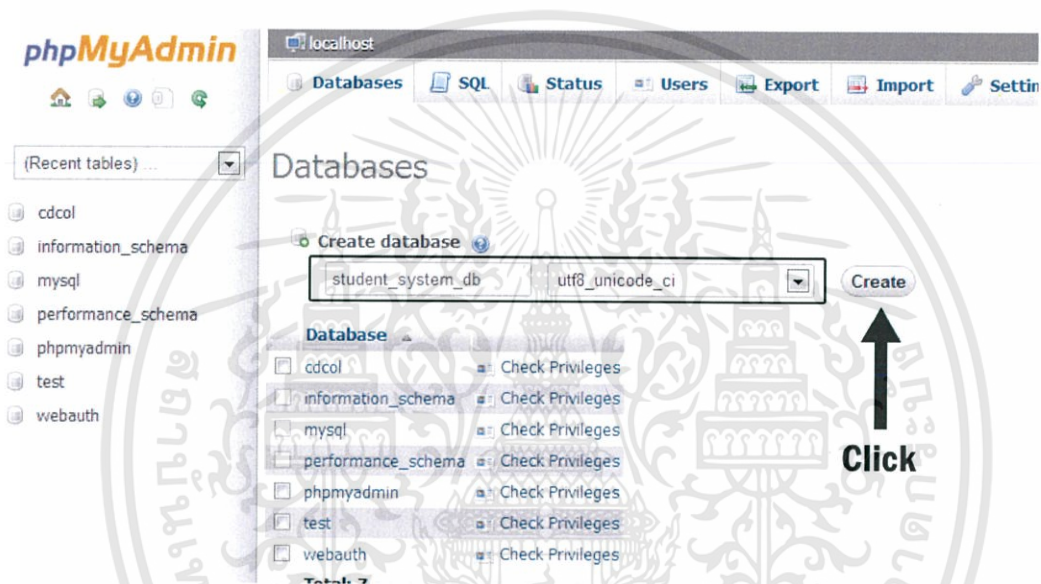 phpMyAdmin
(Recent tables) ...
cdcol
information_schema
mysql
performance_schema
phpmyadmin
test
webauth
localhost
Databases SQL Status Users Export Import Settin
Databases
Create database
student_system_db utf8_unicode_ci Create
Database
cdcol Check Privileges
information_schema Check Privileges
mysql Check Privileges
performance_schema Check Privileges
phpmyadmin Check Privileges
test Check Privileges
webauth Check Privileges
Total: 7
Click